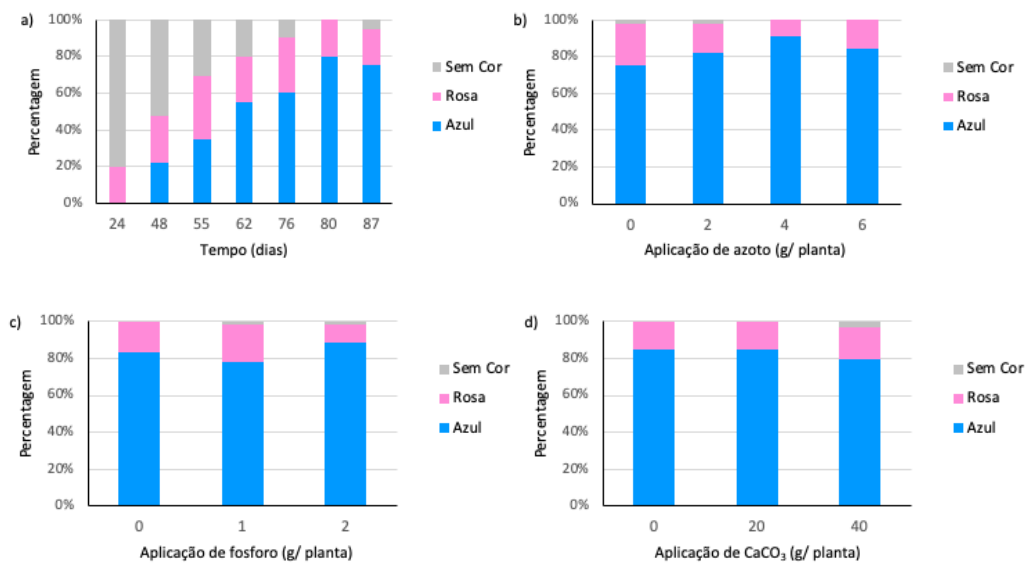 a)
Percentagem
100%
80%
60%
40%
20%
0%
24 48 55 62 76 80 87
Tempo (dias)
Sem Cor
Rosa
Azul
b)
Percentagem
100%
80%
60%
40%
20%
0%
0 2 4 6
Aplicação de azoto (g/ planta)
Sem Cor
Rosa
Azul
c)
Percentagem
100%
80%
60%
40%
20%
0%
0 1 2
Aplicação de fosforo (g/ planta)
Sem Cor
Rosa
Azul
d)
Percentagem
100%
80%
60%
40%
20%
0%
0 20 40
Aplicação de CaCO₃ (g/ planta)
Sem Cor
Rosa
Azul